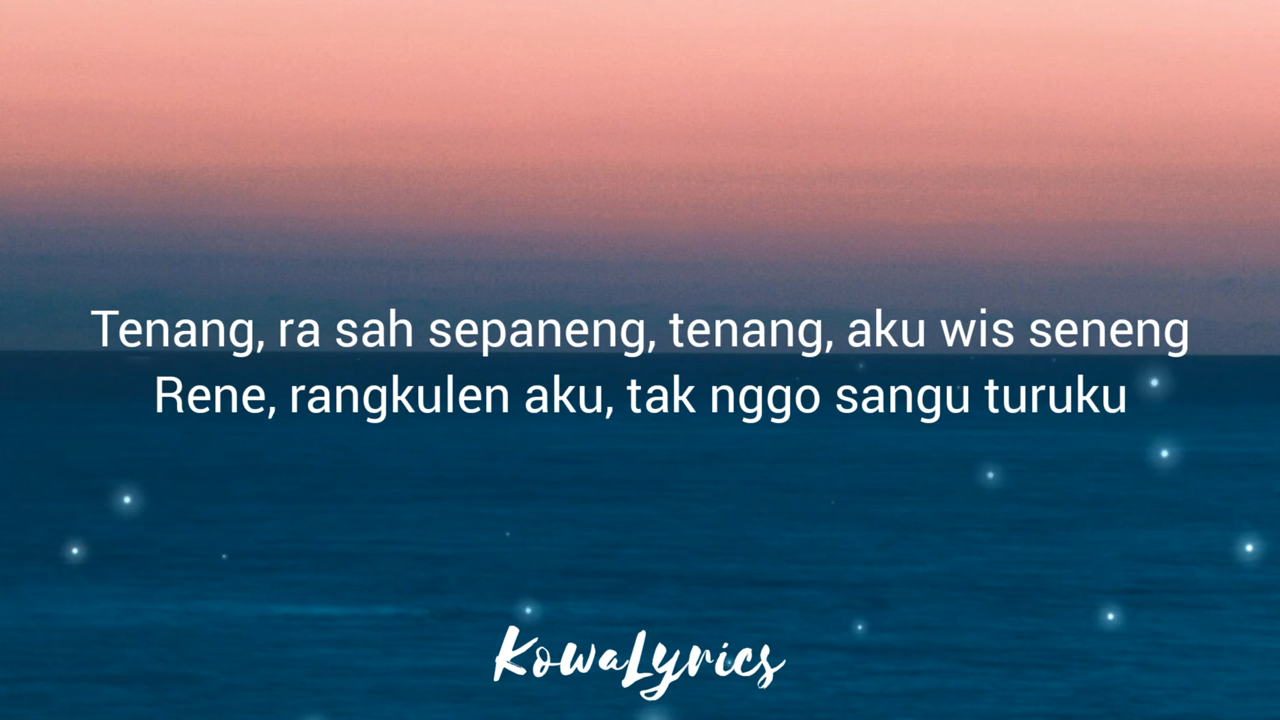 Tenang, ra sah sepaneng, tenang, aku wis seneng
Rene, rangkulen aku, tak nggo sangu turuku
KowaLyrics